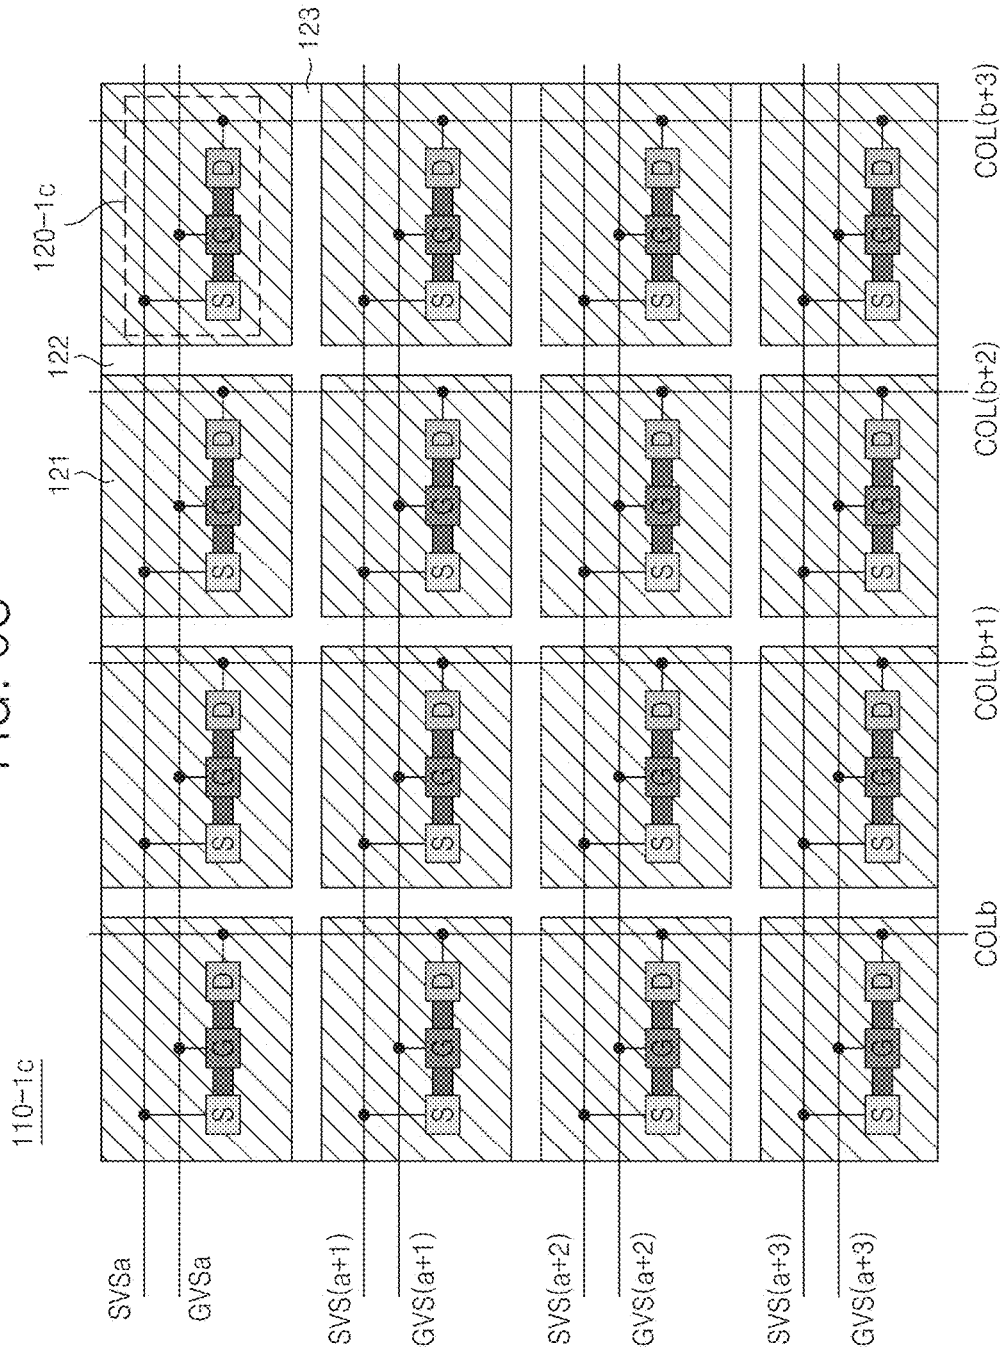 110-1c
121 122 120-1c
SVSa
GVSa
S G D S G D S G D S G D
123
SVS(a+1)
GVS(a+1)
S G D S G D S G D S G D
SVS(a+2)
GVS(a+2)
S G D S G D S G D S G D
SVS(a+3)
GVS(a+3)
S G D S G D S G D S G D
COLb COL(b+1) COL(b+2) COL(b+3)